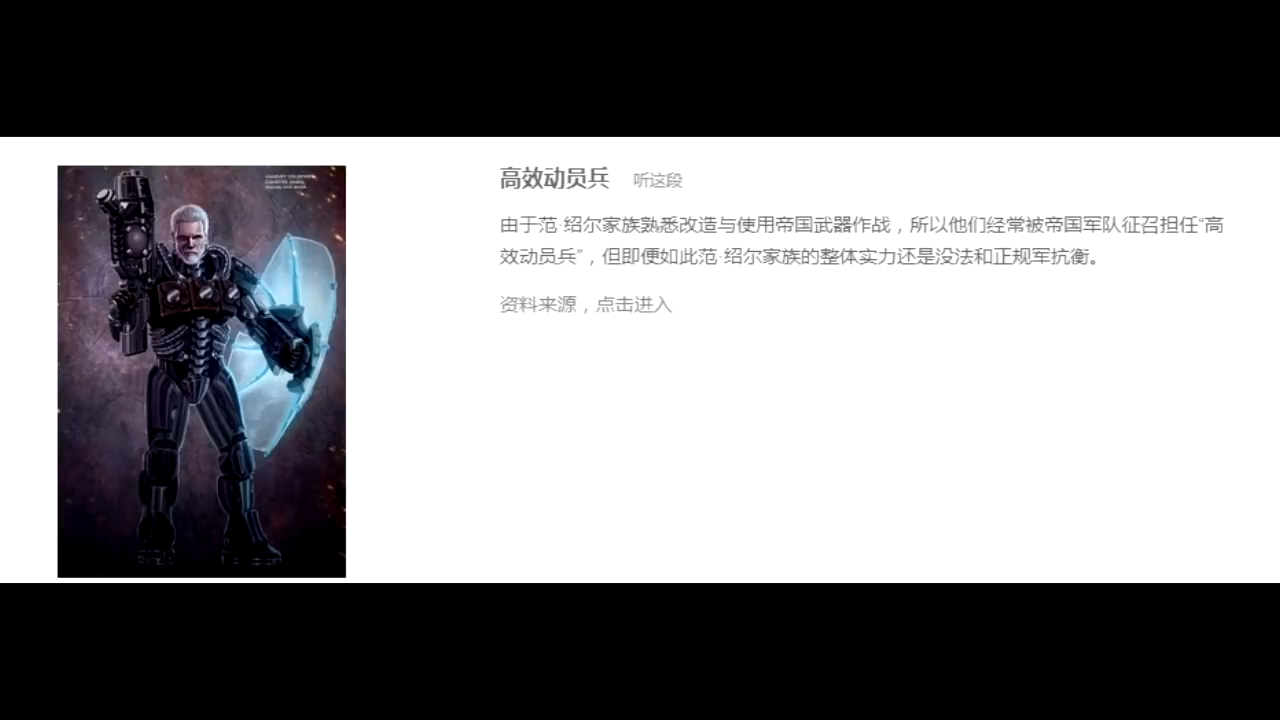 高效动员兵 听这段
由于范·绍尔家族熟悉改造与使用帝国武器作战，所以他们经常被帝国军队征召担任“高
效动员兵”，但即便如此范·绍尔家族的整体实力还是没法和正规军抗衡。
资料来源，点击进入